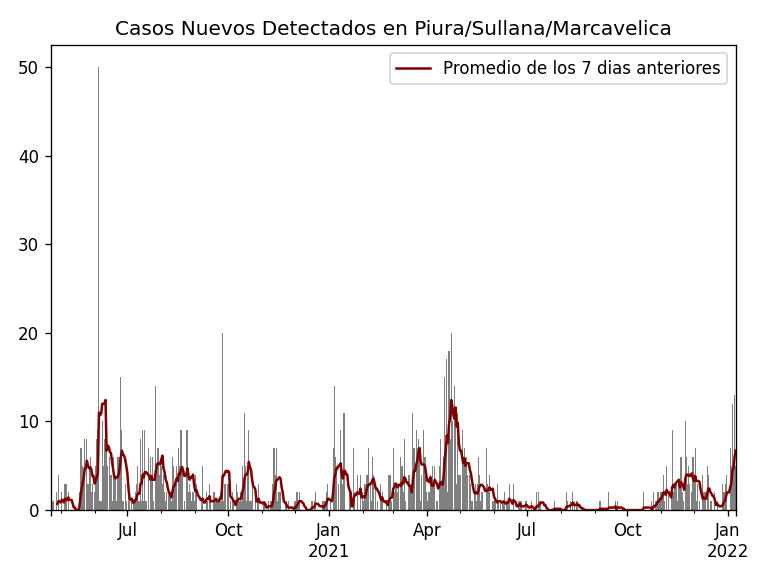 Casos Nuevos Detectados en Piura/Sullana/Marcavelica
Promedio de los 7 dias anteriores
50
40
30
20
10
0
Jul
Oct
Jan
2021
Apr
Jul
Oct
Jan
2022